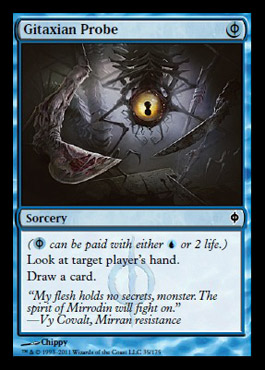 Gitaxian Probe
Sorcery
( can be paid with either or 2 life.)
Look at target player's hand.
Draw a card.
"My flesh holds no secrets, monster. The
spirit of Mirrodin will fight on."
—Vy Covalt, Mirran resistance
Chippy
™ & © 1993–2011 Wizards of the Coast LLC 35/175